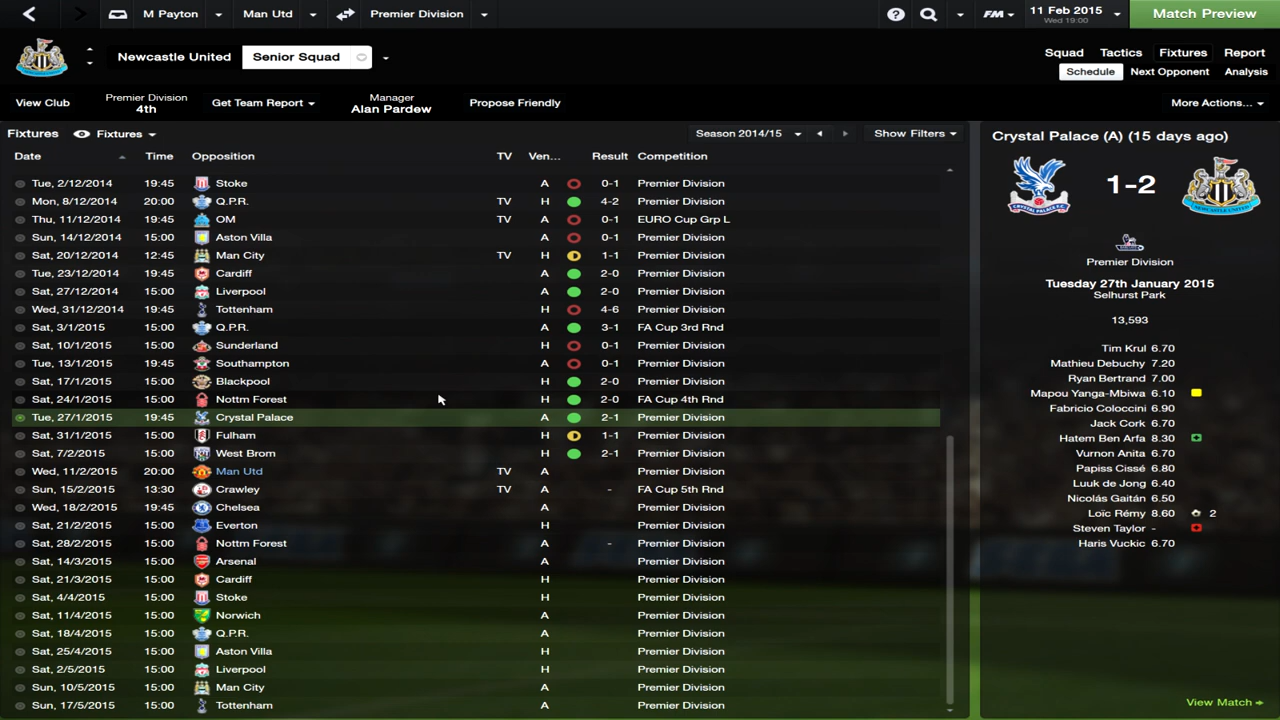 M Payton Man Utd Premier Division FM 11 Feb 2015 Wed 19:00 Match Preview
Newcastle United Senior Squad Squad Tactics Fixtures Report
Schedule Next Opponent Analysis
View Club Premier Division 4th Get Team Report Manager Alan Pardew Propose Friendly More Actions...
Fixtures Fixtures Season 2014/15 Show Filters
Date Time Opposition TV Ven... Result Competition
Tue, 2/12/2014 19:45 Stoke A 0-1 Premier Division
Mon, 8/12/2014 20:00 Q.P.R. TV H 4-2 Premier Division
Thu, 11/12/2014 19:45 OM TV A 0-1 EURO Cup Grp L
Sun, 14/12/2014 15:00 Aston Villa A 0-1 Premier Division
Sat, 20/12/2014 12:45 Man City TV H 1-1 Premier Division
Tue, 23/12/2014 19:45 Cardiff A 2-0 Premier Division
Sat, 27/12/2014 15:00 Liverpool A 2-0 Premier Division
Wed, 31/12/2014 19:45 Tottenham H 4-6 Premier Division
Sat, 3/1/2015 15:00 Q.P.R. A 3-1 FA Cup 3rd Rnd
Sat, 10/1/2015 15:00 Sunderland H 0-1 Premier Division
Tue, 13/1/2015 19:45 Southampton A 0-1 Premier Division
Sat, 17/1/2015 15:00 Blackpool H 2-0 Premier Division
Sat, 24/1/2015 15:00 Nottm Forest H 2-0 FA Cup 4th Rnd
Tue, 27/1/2015 19:45 Crystal Palace A 2-1 Premier Division
Sat, 31/1/2015 15:00 Fulham H 1-1 Premier Division
Sat, 7/2/2015 15:00 West Brom H 2-1 Premier Division
Wed, 11/2/2015 20:00 Man Utd TV A Premier Division
Sun, 15/2/2015 13:30 Crawley TV A - FA Cup 5th Rnd
Wed, 18/2/2015 19:45 Chelsea A Premier Division
Sat, 21/2/2015 15:00 Everton H Premier Division
Sat, 28/2/2015 15:00 Nottm Forest A - Premier Division
Sat, 14/3/2015 15:00 Arsenal A Premier Division
Sat, 21/3/2015 15:00 Cardiff H Premier Division
Sat, 4/4/2015 15:00 Stoke H Premier Division
Sat, 11/4/2015 15:00 Norwich A Premier Division
Sat, 18/4/2015 15:00 Q.P.R. A Premier Division
Sat, 25/4/2015 15:00 Aston Villa H Premier Division
Sat, 2/5/2015 15:00 Liverpool H Premier Division
Sun, 10/5/2015 15:00 Man City A Premier Division
Sun, 17/5/2015 15:00 Tottenham A Premier Division
Crystal Palace (A) (15 days ago)
1-2
Premier Division
Tuesday 27th January 2015
Selhurst Park
13,593
Tim Krul 6.70
Mathieu Debuchy 7.20
Ryan Bertrand 7.00
Mapou Yanga-Mbiwa 6.10
Fabricio Coloccini 6.90
Jack Cork 6.70
Hatem Ben Arfa 8.30
Vurnon Anita 6.70
Papiss Cissé 6.80
Luuk de Jong 6.40
Nicolás Gaitán 6.50
Loïc Rémy 8.60 2
Steven Taylor -
Haris Vuckic 6.70
View Match